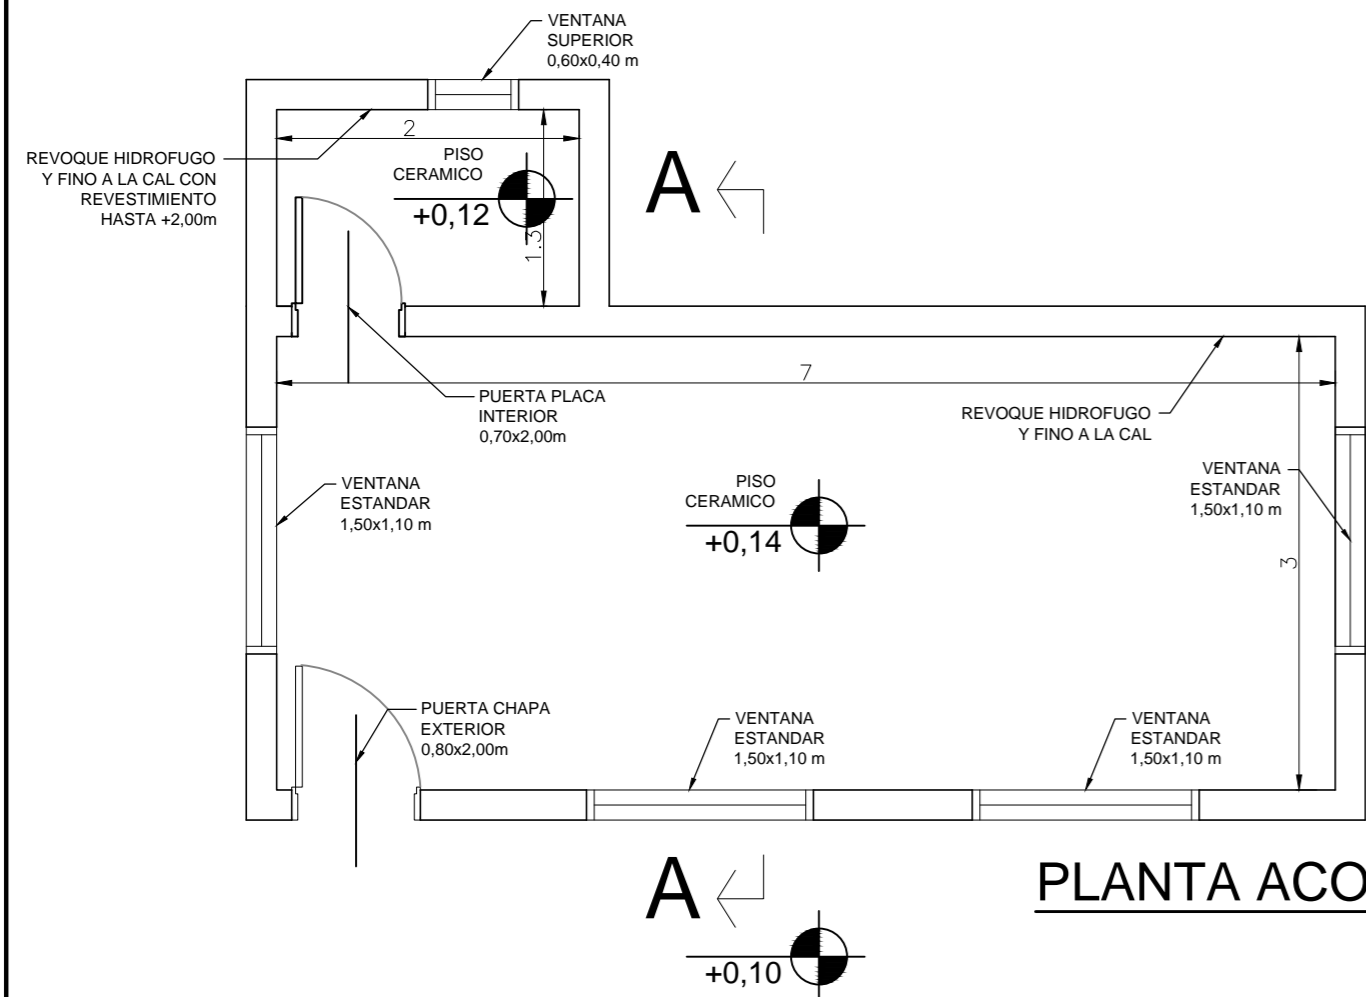 VENTANA
SUPERIOR
0,60x0,40 m
2
REVOQUE HIDROFUGO
Y FINO A LA CAL CON
REVESTIMIENTO
HASTA +2,00m
PISO
CERAMICO
+0,12
1.3
A
7
PUERTA PLACA
INTERIOR
0,70x2,00m
REVOQUE HIDROFUGO
Y FINO A LA CAL
VENTANA
ESTANDAR
1,50x1,10 m
PISO
CERAMICO
+0,14
VENTANA
ESTANDAR
1,50x1,10 m
3
PUERTA CHAPA
EXTERIOR
0,80x2,00m
VENTANA
ESTANDAR
1,50x1,10 m
VENTANA
ESTANDAR
1,50x1,10 m
A
PLANTA ACO
+0,10